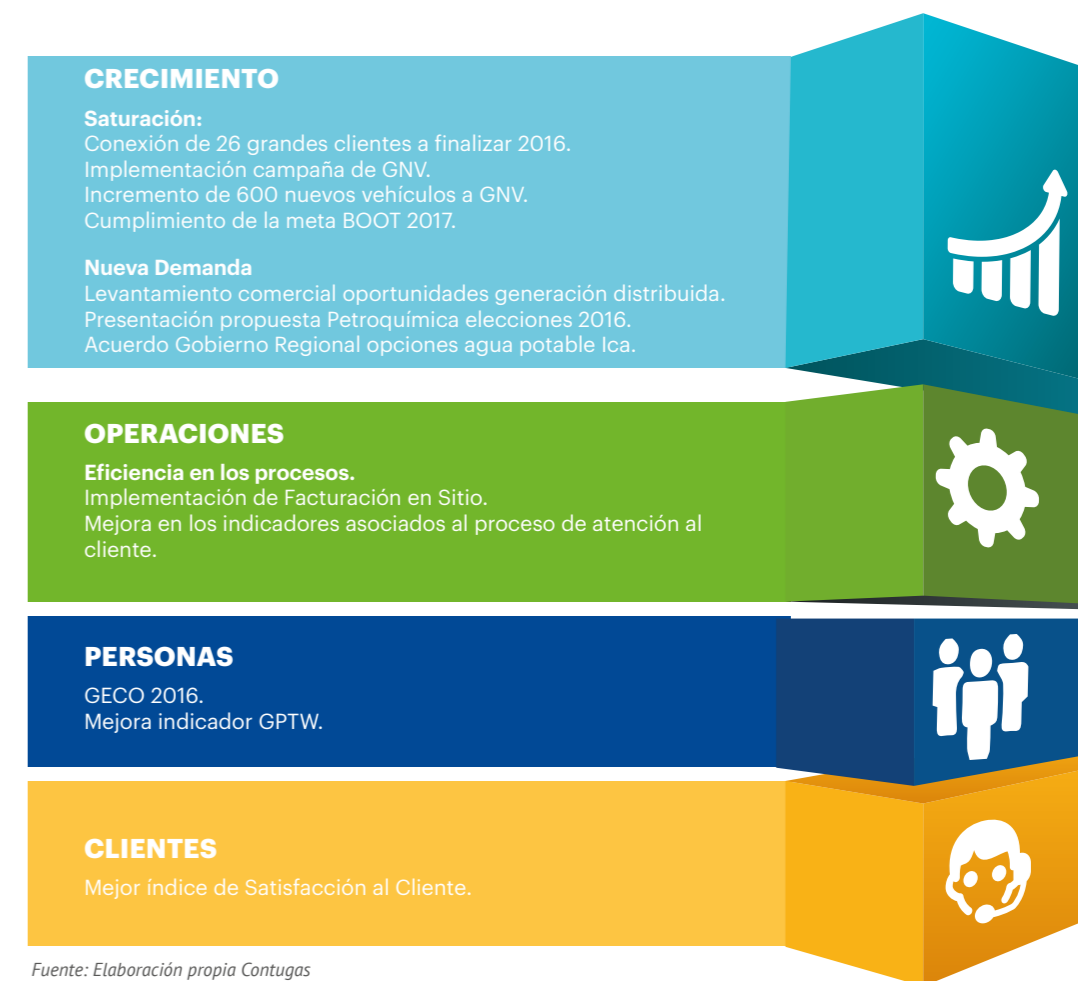 CRECIMIENTO
Saturación:
Conexión de 26 grandes clientes a finalizar 2016.
Implementación campaña de GNV.
Incremento de 600 nuevos vehículos a GNV.
Cumplimiento de la meta BOOT 2017.
Nueva Demanda
Levantamiento comercial oportunidades generación distribuida.
Presentación propuesta Petroquímica elecciones 2016.
Acuerdo Gobierno Regional opciones agua potable Ica.
OPERACIONES
Eficiencia en los procesos.
Implementación de Facturación en Sitio.
Mejora en los indicadores asociados al proceso de atención al
cliente.
PERSONAS
GECO 2016.
Mejora indicador GPTW.
CLIENTES
Mejor índice de Satisfacción al Cliente.
Fuente: Elaboración propia Contugas